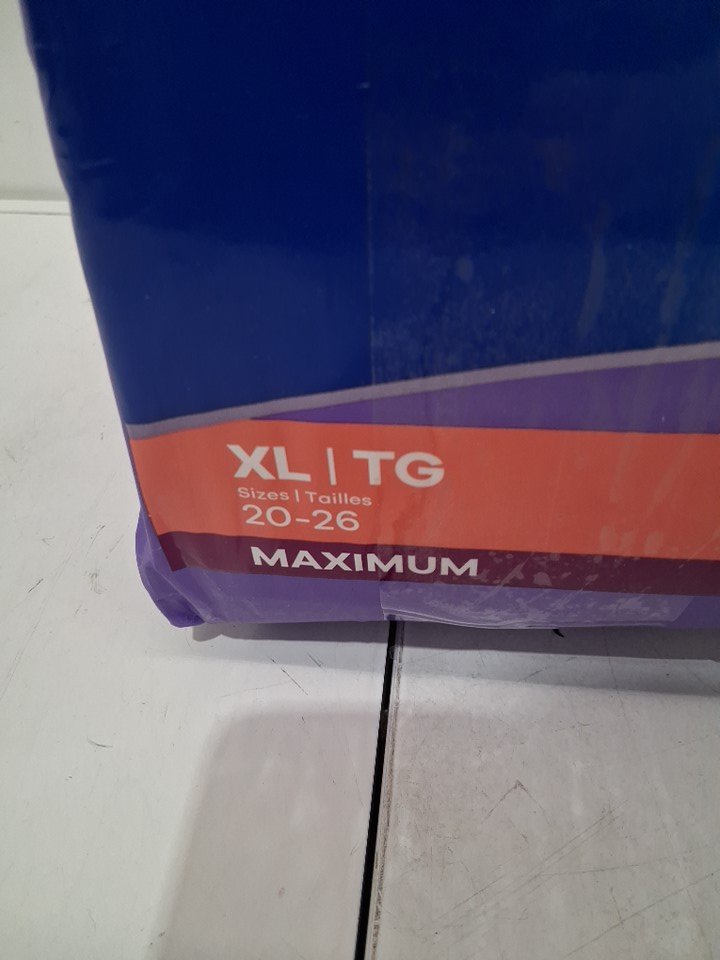 XL | TG
Sizes | Tailles
20-26
MAXIMUM